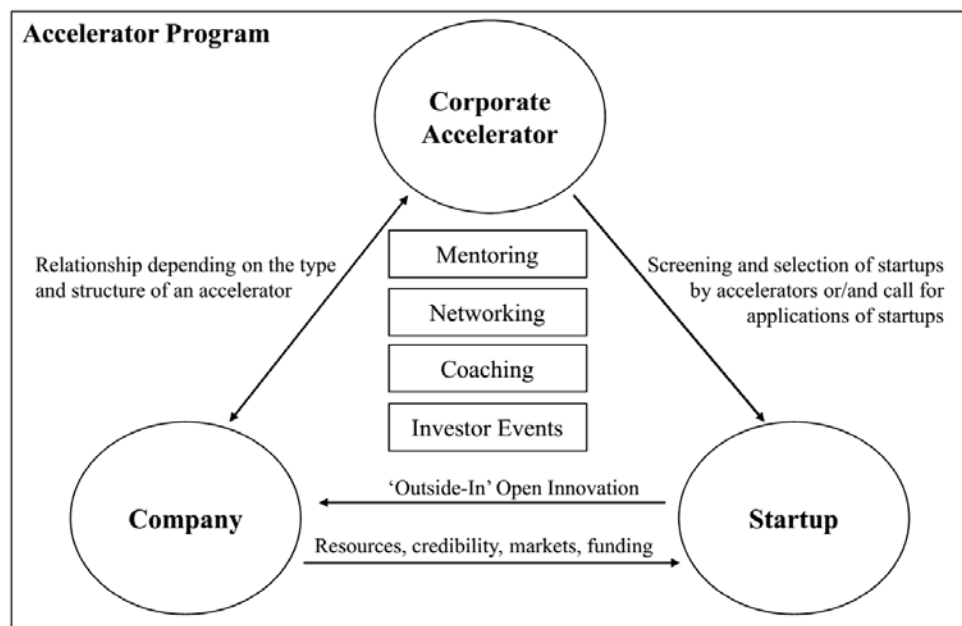 Accelerator Program
Corporate
Accelerator
Relationship depending on the type
and structure of an accelerator
Mentoring
Networking
Coaching
Investor Events
Screening and selection of startups
by accelerators or/and call for
applications of startups
Company
‘Outside-In’ Open Innovation
Resources, credibility, markets, funding
Startup